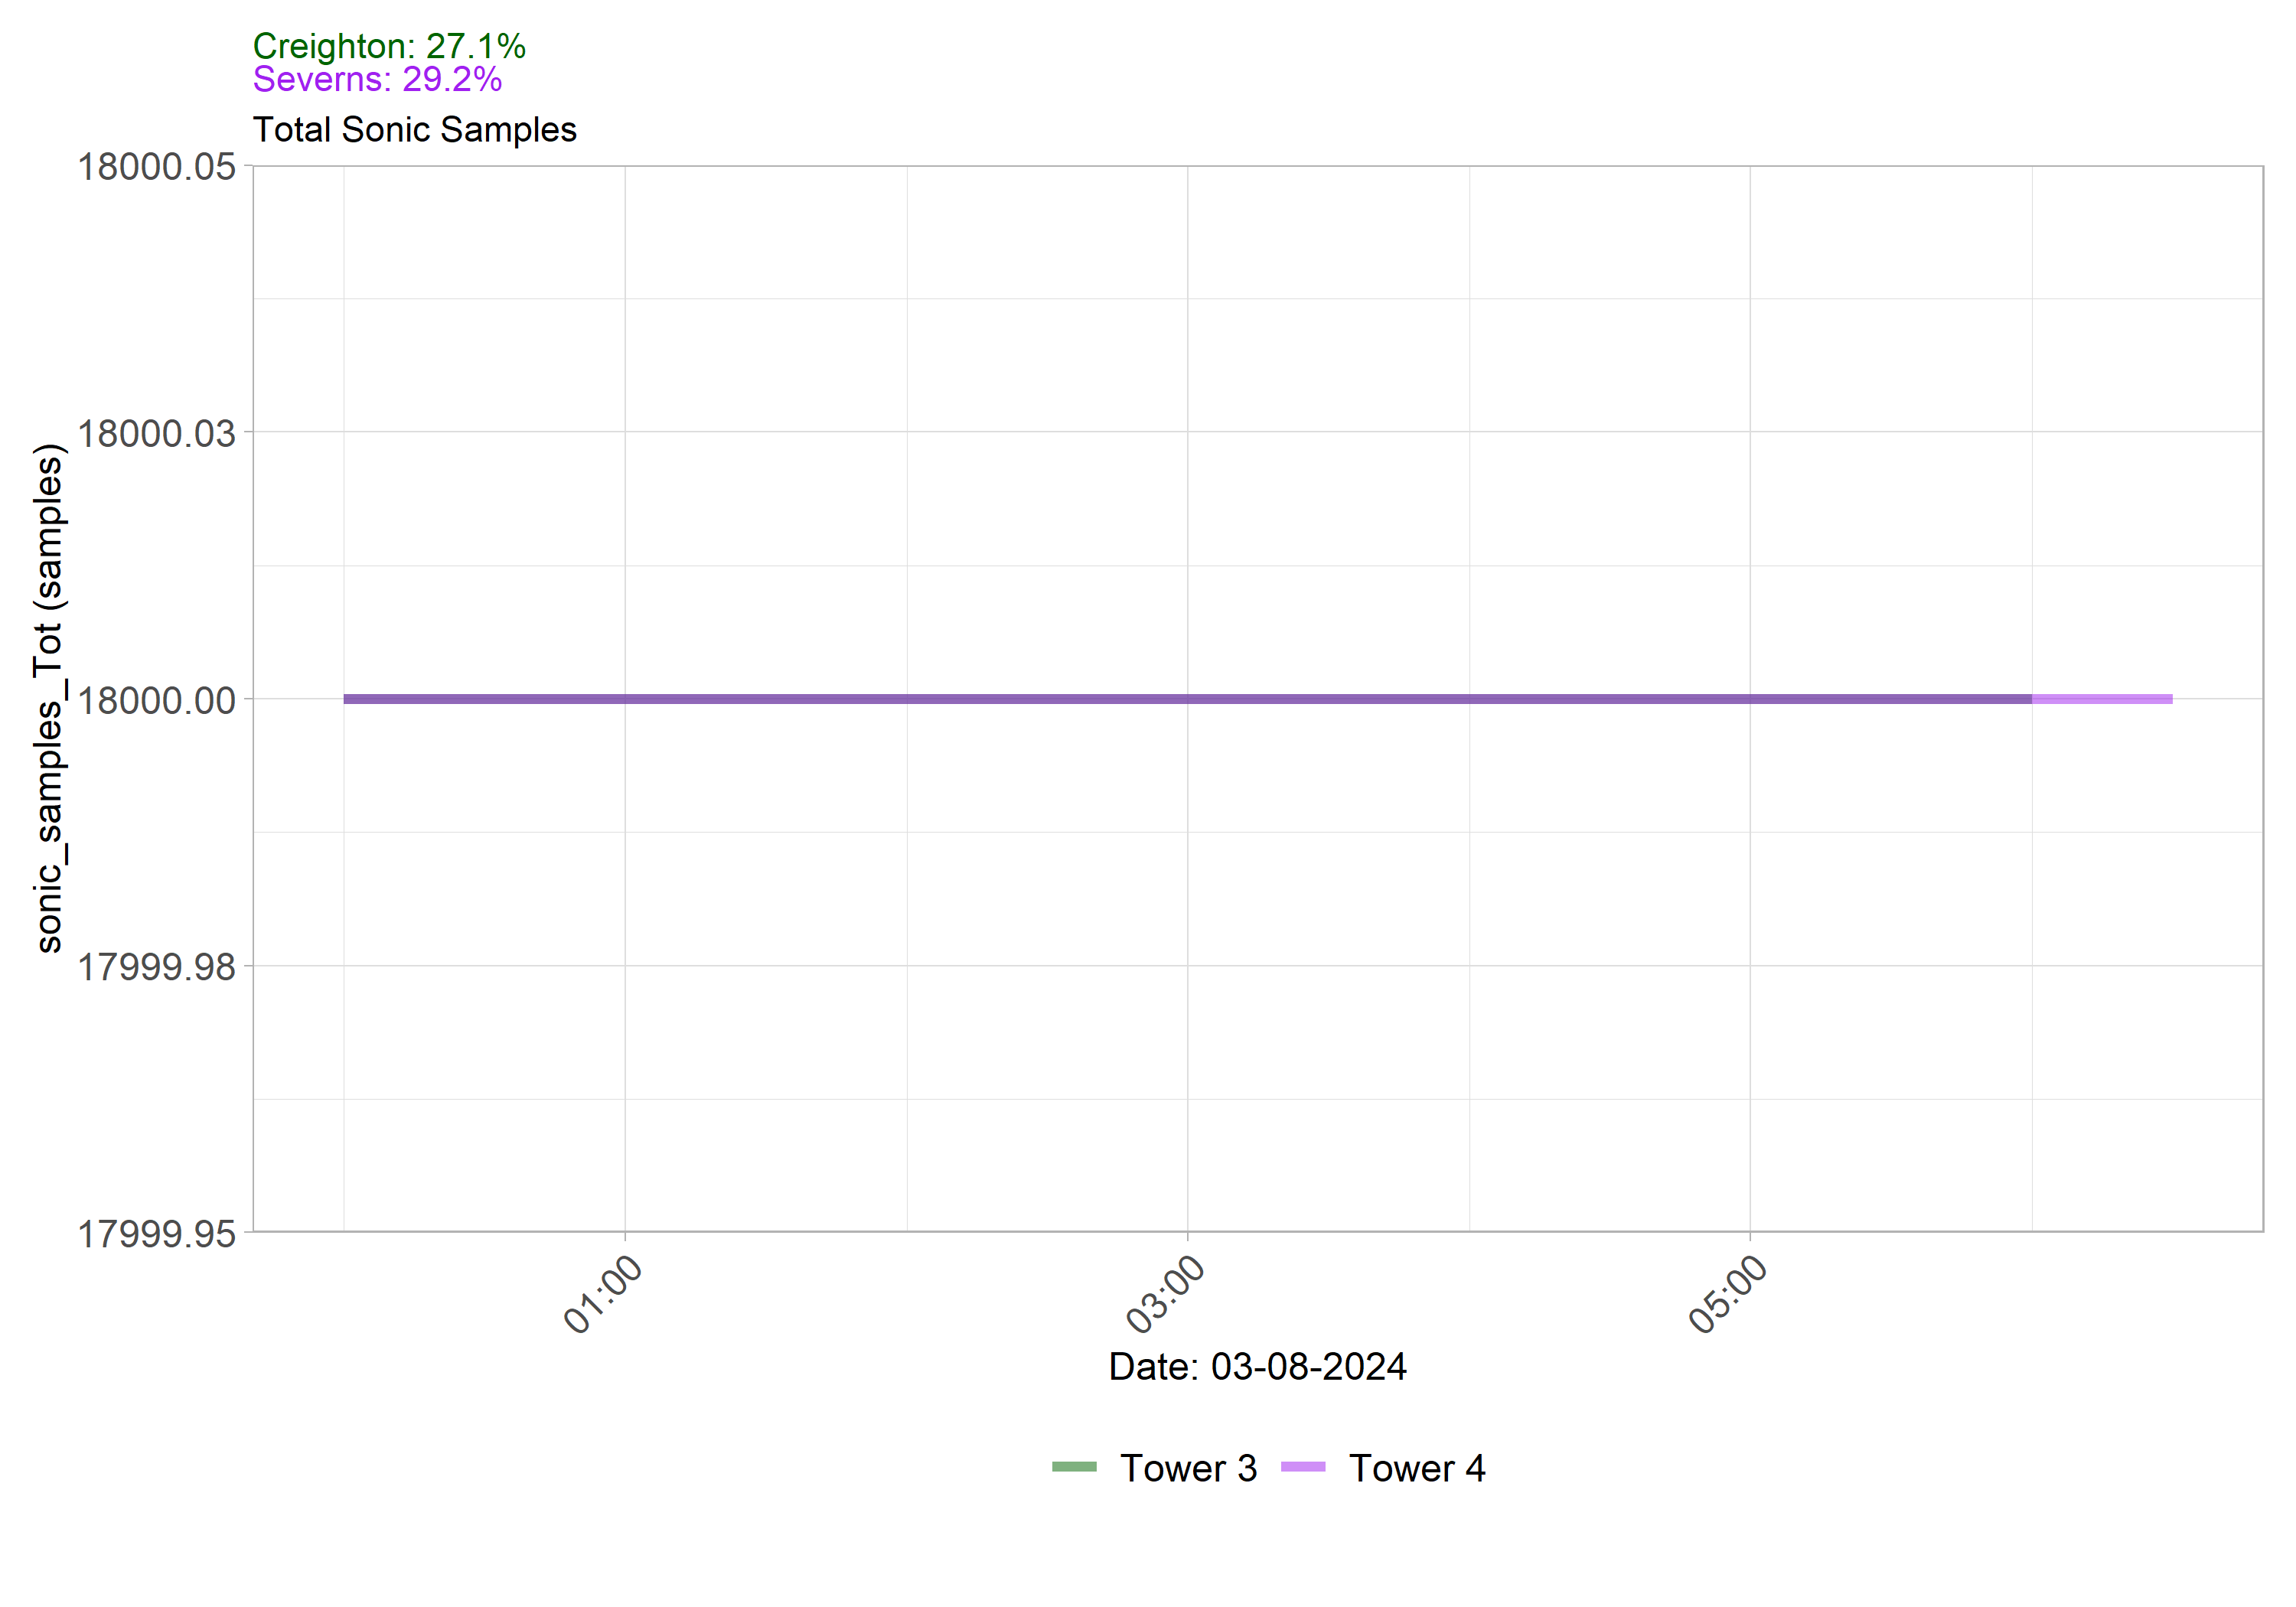 Creighton: 27.1%
Severns: 29.2%
Total Sonic Samples
18000.05
18000.03
18000.00
17999.98
17999.95
sonic_samples_Tot (samples)
01:00
03:00
05:00
Date: 03-08-2024
Tower 3
Tower 4